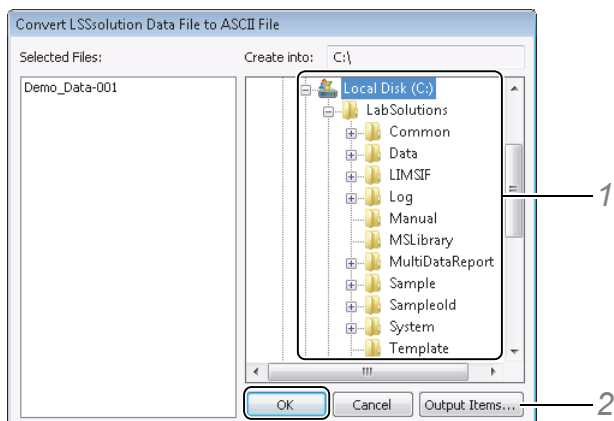 Convert LSSsolution Data File to ASCII File
Selected Files:
Create into: C:\
Demo_Data-001
Local Disk (C:)
LabSolutions
Common
Data
LIMSIF
Log
Manual
MSLibrary
MultiDataReport
Sample
Sampleold
System
Template
1
OK Cancel Output Items...
2